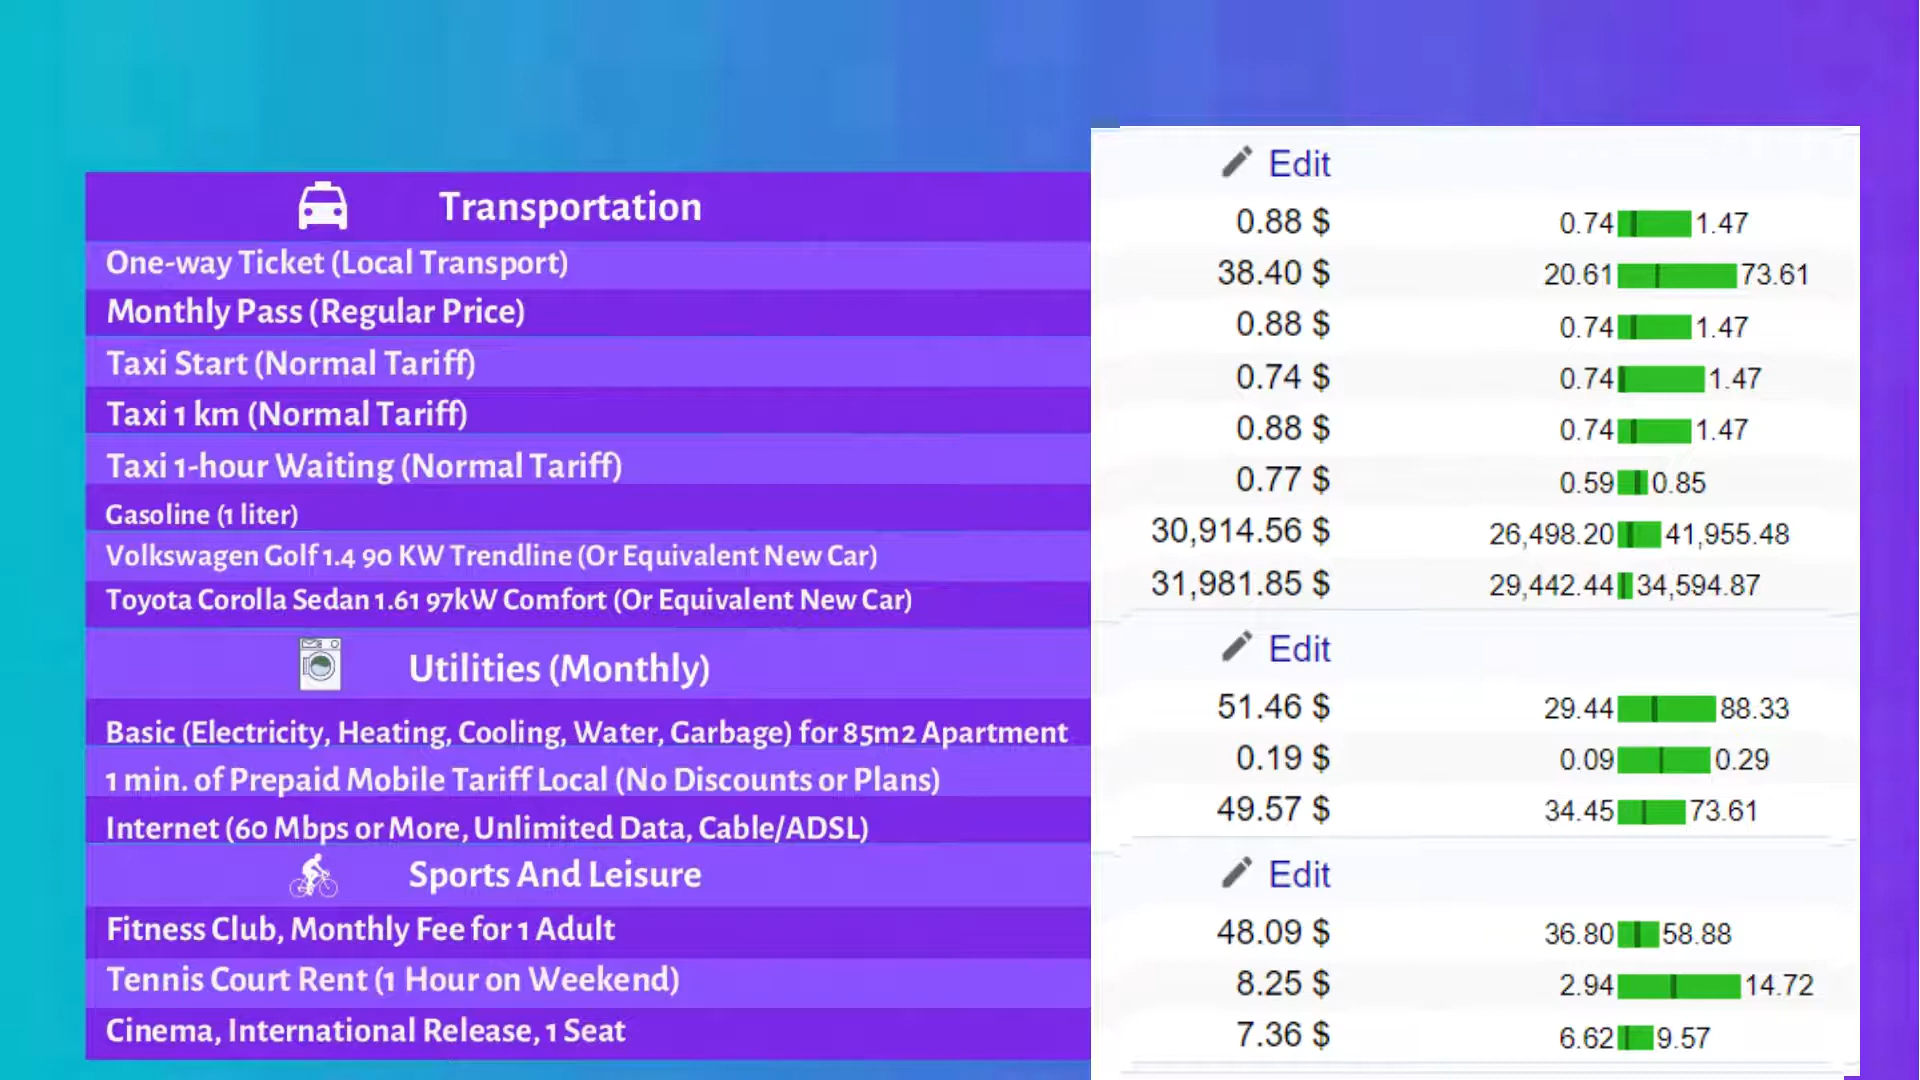 Edit
Transportation
One-way Ticket (Local Transport) 0.88 $ 0.74 1.47
Monthly Pass (Regular Price) 38.40 $ 20.61 73.61
Taxi Start (Normal Tariff) 0.88 $ 0.74 1.47
Taxi 1 km (Normal Tariff) 0.74 $ 0.74 1.47
Taxi 1-hour Waiting (Normal Tariff) 0.88 $ 0.74 1.47
Gasoline (1 liter) 0.77 $ 0.59 0.85
Volkswagen Golf 1.4 90 KW Trendline (Or Equivalent New Car) 30,914.56 $ 26,498.20 41,955.48
Toyota Corolla Sedan 1.61 97kW Comfort (Or Equivalent New Car) 31,981.85 $ 29,442.44 34,594.87
Utilities (Monthly) Edit
Basic (Electricity, Heating, Cooling, Water, Garbage) for 85m2 Apartment 51.46 $ 29.44 88.33
1 min. of Prepaid Mobile Tariff Local (No Discounts or Plans) 0.19 $ 0.09 0.29
Internet (60 Mbps or More, Unlimited Data, Cable/ADSL) 49.57 $ 34.45 73.61
Sports And Leisure Edit
Fitness Club, Monthly Fee for 1 Adult 48.09 $ 36.80 58.88
Tennis Court Rent (1 Hour on Weekend) 8.25 $ 2.94 14.72
Cinema, International Release, 1 Seat 7.36 $ 6.62 9.57